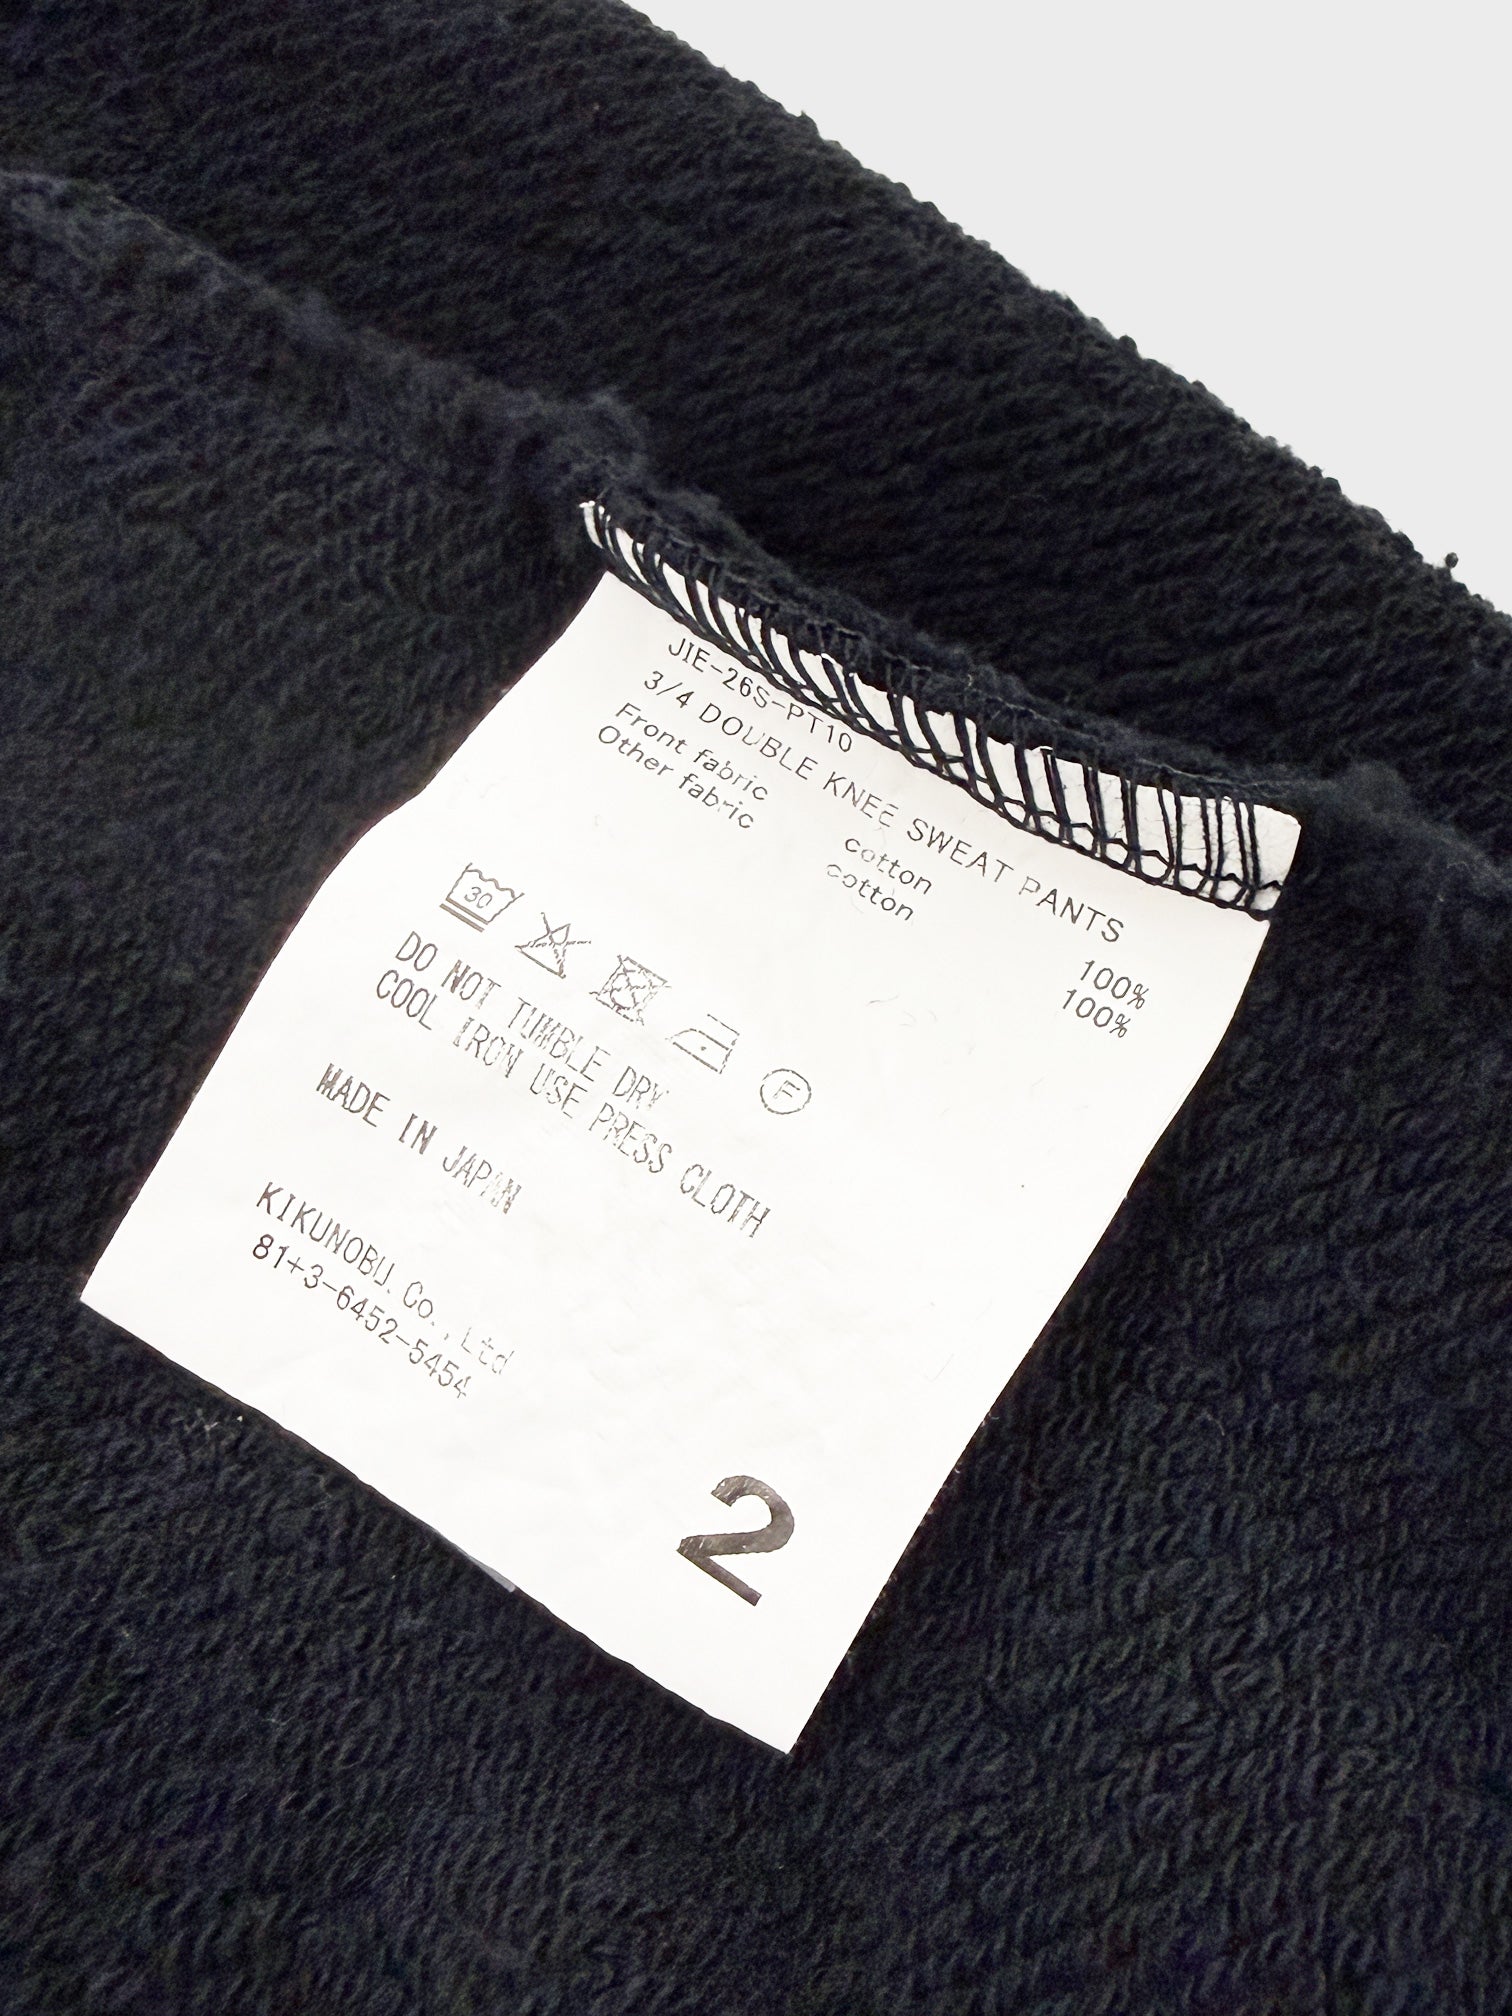 JIE-26S-PT10
3/4 DOUBLE KNEE SWEAT PANTS
Front fabric cotton 100%
Other fabric cotton 100%
30
F
DO NOT TUMBLE DRY
COOL IRON USE PRESS CLOTH
MADE IN JAPAN
KIKUNOBU. Co., Ltd
81+3-6452-5454
2